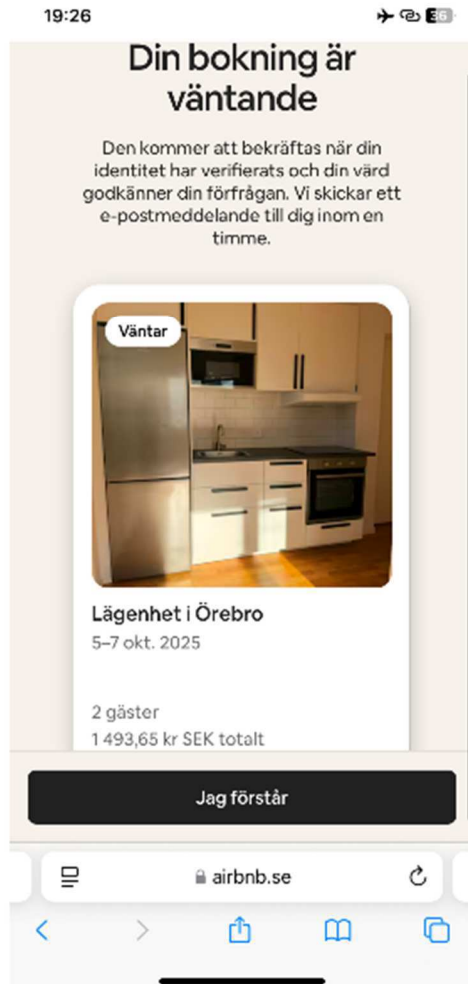 19:26
36
Din bokning är
väntande
Den kommer att bekräftas när din
identitet har verifierats och din värd
godkänner din förfrågan. Vi skickar ett
e-postmeddelande till dig inom en
timme.
Väntar
Lägenhet i Örebro
5–7 okt. 2025
2 gäster
1 493,65 kr SEK totalt
Jag förstår
airbnb.se